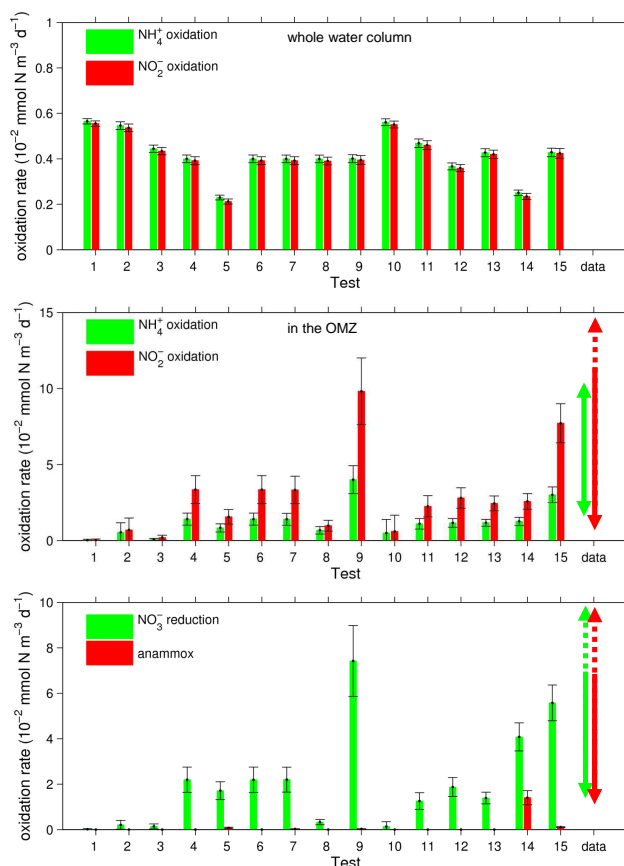 NH₄⁺ oxidation
NO₂⁻ oxidation
whole water column
oxidation rate (10⁻² mmol N m⁻³ d⁻¹)
1
0.8
0.6
0.4
0.2
0
1 2 3 4 5 6 7 8 9 10 11 12 13 14 15 data
Test
NH₄⁺ oxidation
NO₂⁻ oxidation
in the OMZ
oxidation rate (10⁻² mmol N m⁻³ d⁻¹)
15
10
5
0
1 2 3 4 5 6 7 8 9 10 11 12 13 14 15 data
Test
NO₃⁻ reduction
anammox
oxidation rate (10⁻² mmol N m⁻³ d⁻¹)
10
8
6
4
2
0
1 2 3 4 5 6 7 8 9 10 11 12 13 14 15 data
Test